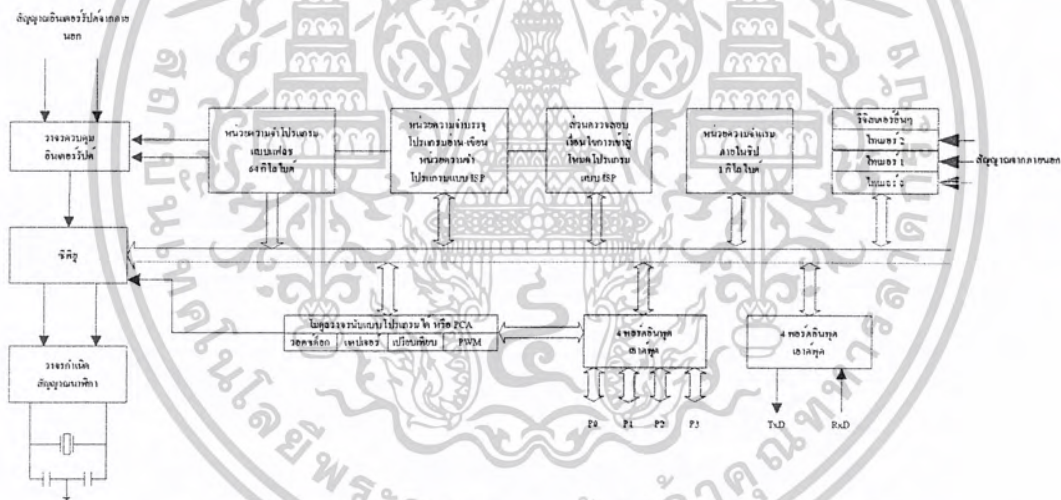 สัญญาณอินเตอร์รัปต์จากภาย
นอก
วงจรควบคุม
อินเตอร์รัปต์
หน่วยความจำโปรแกรม
แบบแฟลช
64 กิโลไบต์
หน่วยความจำบรรจุ
โปรแกรมอ่าน-เขียน
หน่วยความจำ
โปรแกรมแบบ ISP
ส่วนตรวจสอบ
เงื่อนไขการเข้าสู่
โหมดโปรแกรม
แบบ ISP
หน่วยความจำแรม
ภายในชิป
1 กิโลไบต์
รีจิสเตอร์อื่นๆ
ไทเมอร์ 2
ไทเมอร์ 1
ไทเมอร์ 0
สัญญาณจากภายนอก
ซีพียู
โมดูลวงจรนับแบบโปรแกรมได้ หรือ PCA
วอตช์ด็อก
แคปเจอร์
เปรียบเทียบ
PWM
4 พอร์ตอินพุต
เอาต์พุต
4 พอร์ตอินพุต
เอาต์พุต
วงจรกำเนิด
สัญญาณนาฬิกา
P0 P1 P2 P3
TxD RxD